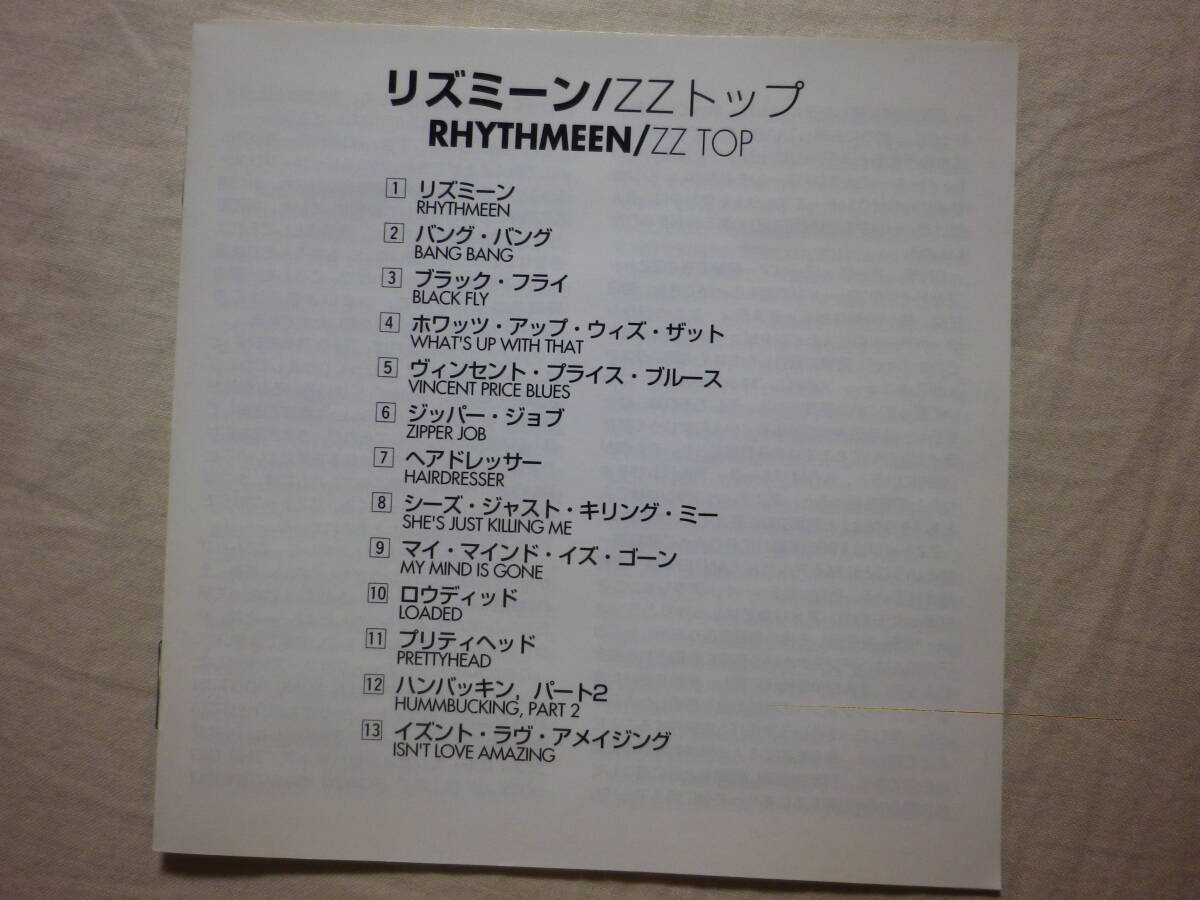 リズミーン/ZZトップ
RHYTHMEEN/ZZ TOP
1 リズミーン
RHYTHMEEN
2 バング・バング
BANG BANG
3 ブラック・フライ
BLACK FLY
4 ホワッツ・アップ・ウィズ・ザット
WHAT'S UP WITH THAT
5 ヴィンセント・プライス・ブルース
VINCENT PRICE BLUES
6 ジッパー・ジョブ
ZIPPER JOB
7 ヘアドレッサー
HAIRDRESSER
8 シーズ・ジャスト・キリング・ミー
SHE'S JUST KILLING ME
9 マイ・マインド・イズ・ゴーン
MY MIND IS GONE
10 ロウディッド
LOADED
11 プリティヘッド
PRETTYHEAD
12 ハンバッキン, パート2
HUMMBUCKING, PART 2
13 イズント・ラヴ・アメイジング
ISN'T LOVE AMAZING